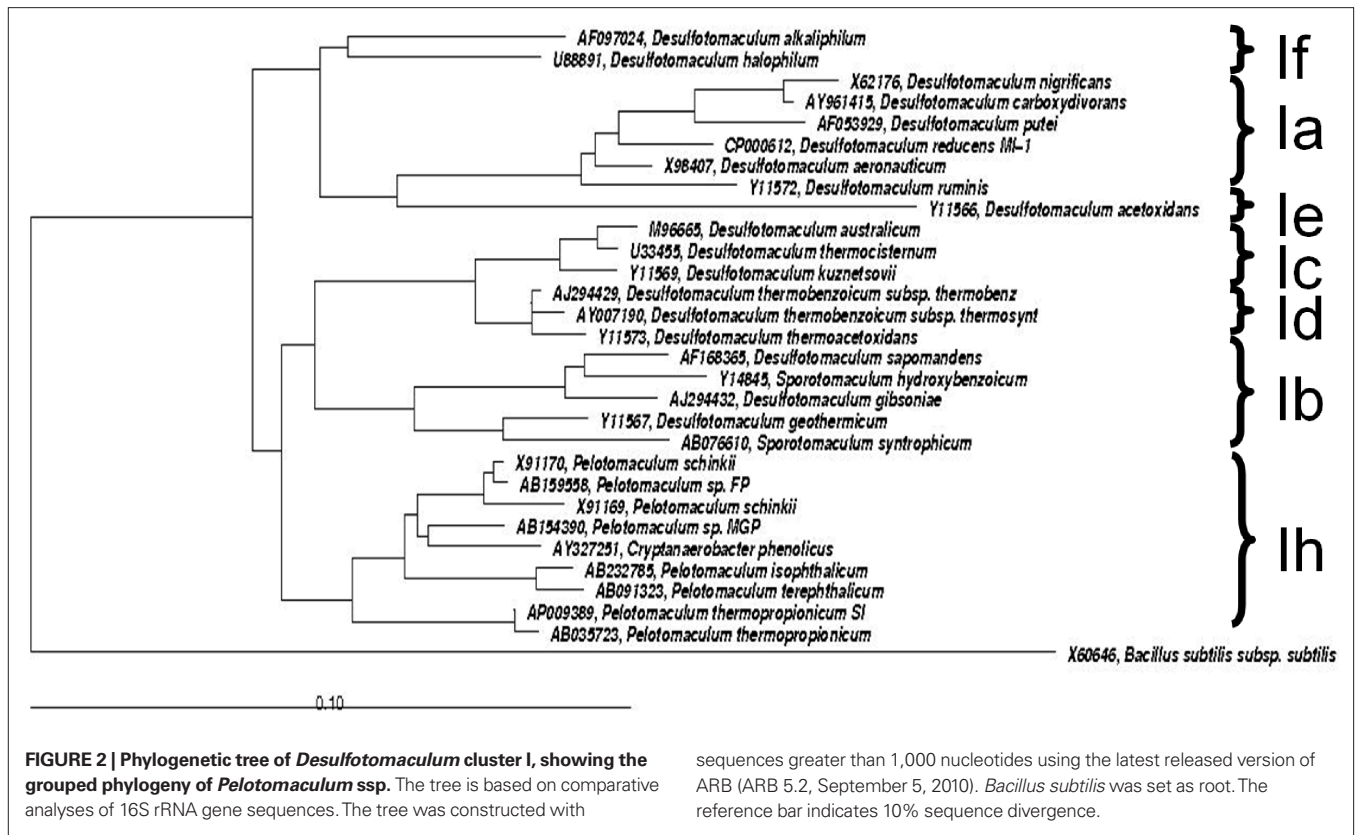 AF097024, Desulfotomaculum alkaliphilum
U88891, Desulfotomaculum halophilum
If
X62176, Desulfotomaculum nigrificans
AY961415, Desulfotomaculum carboxydivorans
AF053929, Desulfotomaculum putei
CP000612, Desulfotomaculum reducens MI-1
X98407, Desulfotomaculum aeronauticum
Y11572, Desulfotomaculum ruminis
Ia
Y11566, Desulfotomaculum acetoxidans
Ie
M96665, Desulfotomaculum australicum
U33455, Desulfotomaculum thermocisternum
Y11569, Desulfotomaculum kuznetsovii
Ic
AJ294429, Desulfotomaculum thermobenzoicum subsp. thermobenz
AY007190, Desulfotomaculum thermobenzoicum subsp. thermosynt
Y11573, Desulfotomaculum thermoacetoxidans
Id
AF168365, Desulfotomaculum sapomandens
Y14845, Sporotomaculum hydroxybenzoicum
AJ294432, Desulfotomaculum gibsoniae
Y11567, Desulfotomaculum geothermicum
AB076610, Sporotomaculum syntrophicum
Ib
X91170, Pelotomaculum schinkii
AB159558, Pelotomaculum sp. FP
X91169, Pelotomaculum schinkii
AB154390, Pelotomaculum sp. MGP
AY327251, Cryptanaerobacter phenolicus
AB232785, Pelotomaculum isophthalicum
AB091323, Pelotomaculum terephthalicum
AP009389, Pelotomaculum thermopropionicum SI
AB035723, Pelotomaculum thermopropionicum
Ih
X60646, Bacillus subtilis subsp. subtilis
0.10
FIGURE 2 | Phylogenetic tree of Desulfotomaculum cluster I, showing the
grouped phylogeny of Pelotomaculum ssp. The tree is based on comparative
analyses of 16S rRNA gene sequences. The tree was constructed with
sequences greater than 1,000 nucleotides using the latest released version of
ARB (ARB 5.2, September 5, 2010). Bacillus subtilis was set as root. The
reference bar indicates 10% sequence divergence.